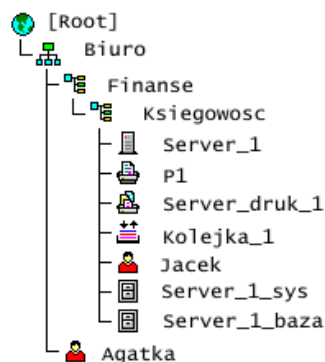 [Root]
Biuro
Finanse
Ksiegowosc
Server_1
P1
Server_druk_1
Kolejka_1
Jacek
Server_1_sys
Server_1_baza
Agatka